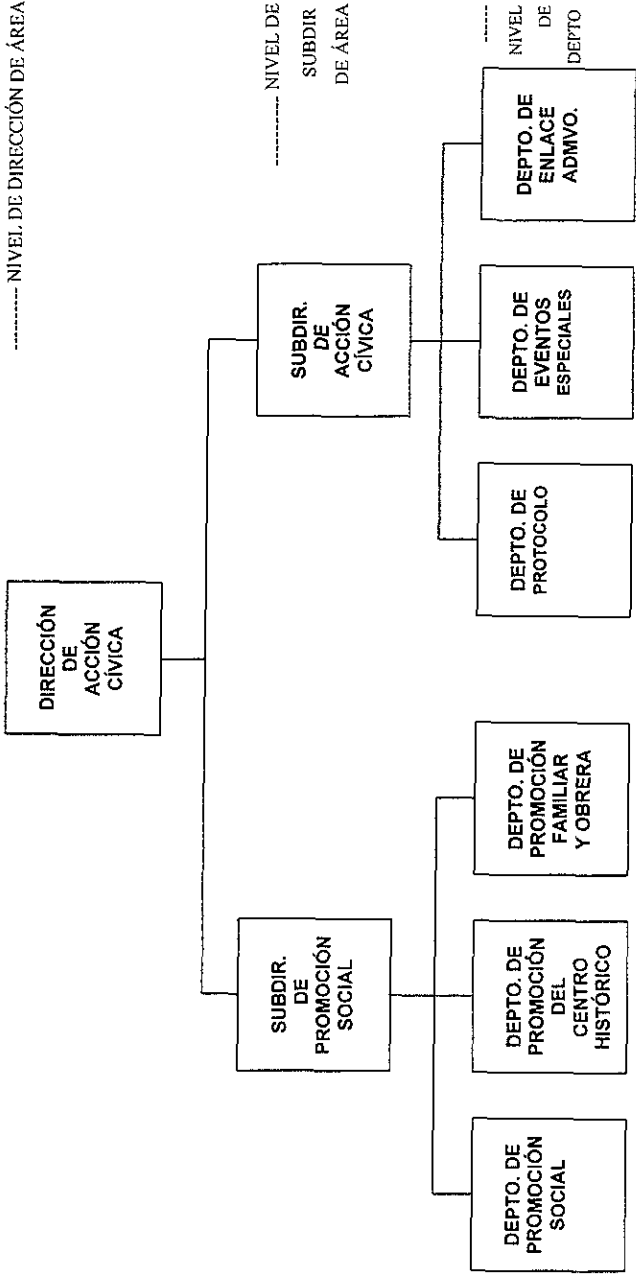 ---------- NIVEL DE DIRECCIÓN DE ÁREA
DIRECCIÓN
DE
ACCIÓN
CÍVICA
---------- NIVEL DE
SUBDIR
DE ÁREA
SUBDIR.
DE
PROMOCIÓN
SOCIAL
SUBDIR.
DE
ACCIÓN
CÍVICA
------
NIVEL
DE
DEPTO
DEPTO. DE
PROMOCIÓN
SOCIAL
DEPTO. DE
PROMOCIÓN
DEL
CENTRO
HISTÓRICO
DEPTO. DE
PROMOCIÓN
FAMILIAR
Y OBRERA
DEPTO. DE
PROTOCOLO
DEPTO. DE
EVENTOS
ESPECIALES
DEPTO. DE
ENLACE
ADMVO.